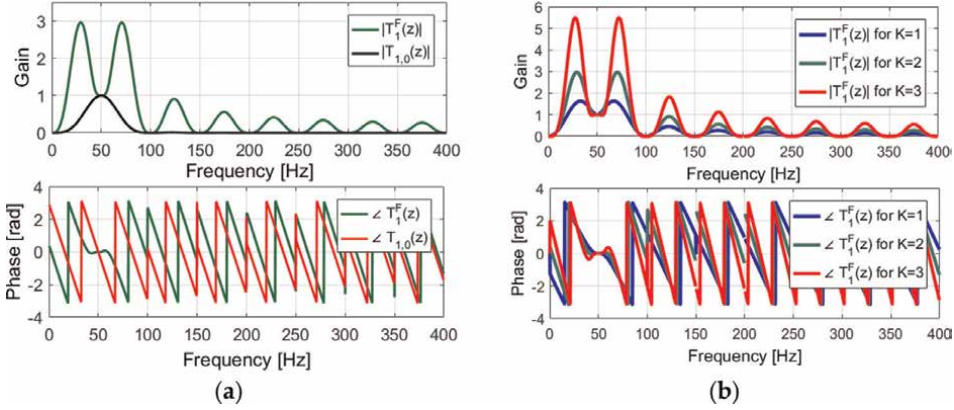 3
2
1
0
Gain
|T₁ᶠ(z)|
|T₁,₀(z)|
0 50 100 150 200 250 300 350 400
Frequency [Hz]
4
2
0
-2
-4
Phase [rad]
∠ T₁ᶠ(z)
∠ T₁,₀(z)
0 50 100 150 200 250 300 350 400
Frequency [Hz]
(a)
6
5
4
3
2
1
0
Gain
|T₁ᶠ(z)| for K=1
|T₁ᶠ(z)| for K=2
|T₁ᶠ(z)| for K=3
0 50 100 150 200 250 300 350 400
Frequency [Hz]
4
2
0
-2
-4
Phase [rad]
∠ T₁ᶠ(z) for K=1
∠ T₁ᶠ(z) for K=2
∠ T₁ᶠ(z) for K=3
0 50 100 150 200 250 300 350 400
Frequency [Hz]
(b)